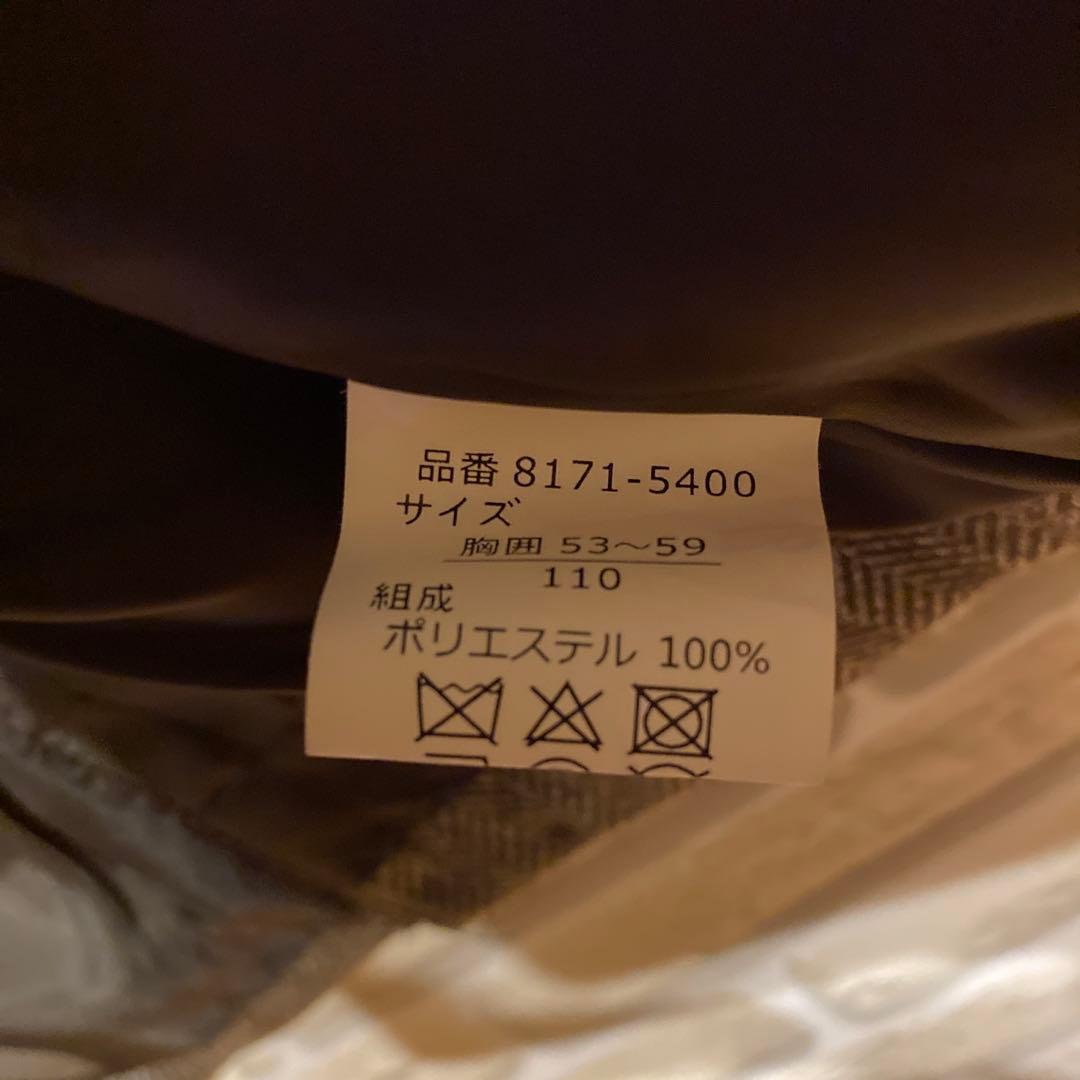 品番 8171-5400
サイズ
胸囲 53～59
110
組成
ポリエステル 100%